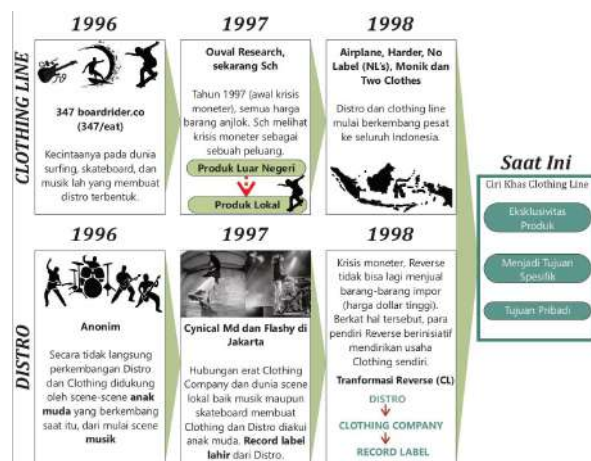 1996
1997
1998
CLOTHING LINE
347 boardrider.co
(347/eat)
Kecintaanya pada dunia
surfing, skateboard, dan
musik lah yang membuat
distro terbentuk.
Ouval Research,
sekarang Sch
Tahun 1997 (awal krisis
moneter), semua harga
barang anjlok. Sch melihat
krisis moneter sebagai
sebuah peluang.
Produk Luar Negeri
Produk Lokal
Airplane, Harder, No
Label (NL's), Monik dan
Two Clothes
Distro dan clothing line
mulai berkembang pesat
ke seluruh Indonesia.
Saat Ini
Ciri Khas Clothing Line
Eksklusivitas
Produk
Menjadi Tujuan
Spesifik
Tujuan Pribadi
1996
1997
1998
DISTRO
Anonim
Secara tidak langsung
perkembangan Distro
dan Clothing didukung
oleh scene-scene anak
muda yang berkembang
saat itu, dari mulai scene
musik
Cynical Md dan Flashy di
Jakarta
Hubungan erat Clothing
Company dan dunia scene
lokal baik musik maupun
skateboard membuat
Clothing dan Distro diakui
anak muda. Record label
lahir dari Distro.
Krisis moneter, Reverse
tidak bisa lagi menjual
barang-barang impor
(harga dollar tinggi).
Berkat hal tersebut, para
pendiri Reverse berinisiatif
mendirikan usaha
Clothing sendiri.
Tranformasi Reverse (CL)
DISTRO
CLOTHING COMPANY
RECORD LABEL